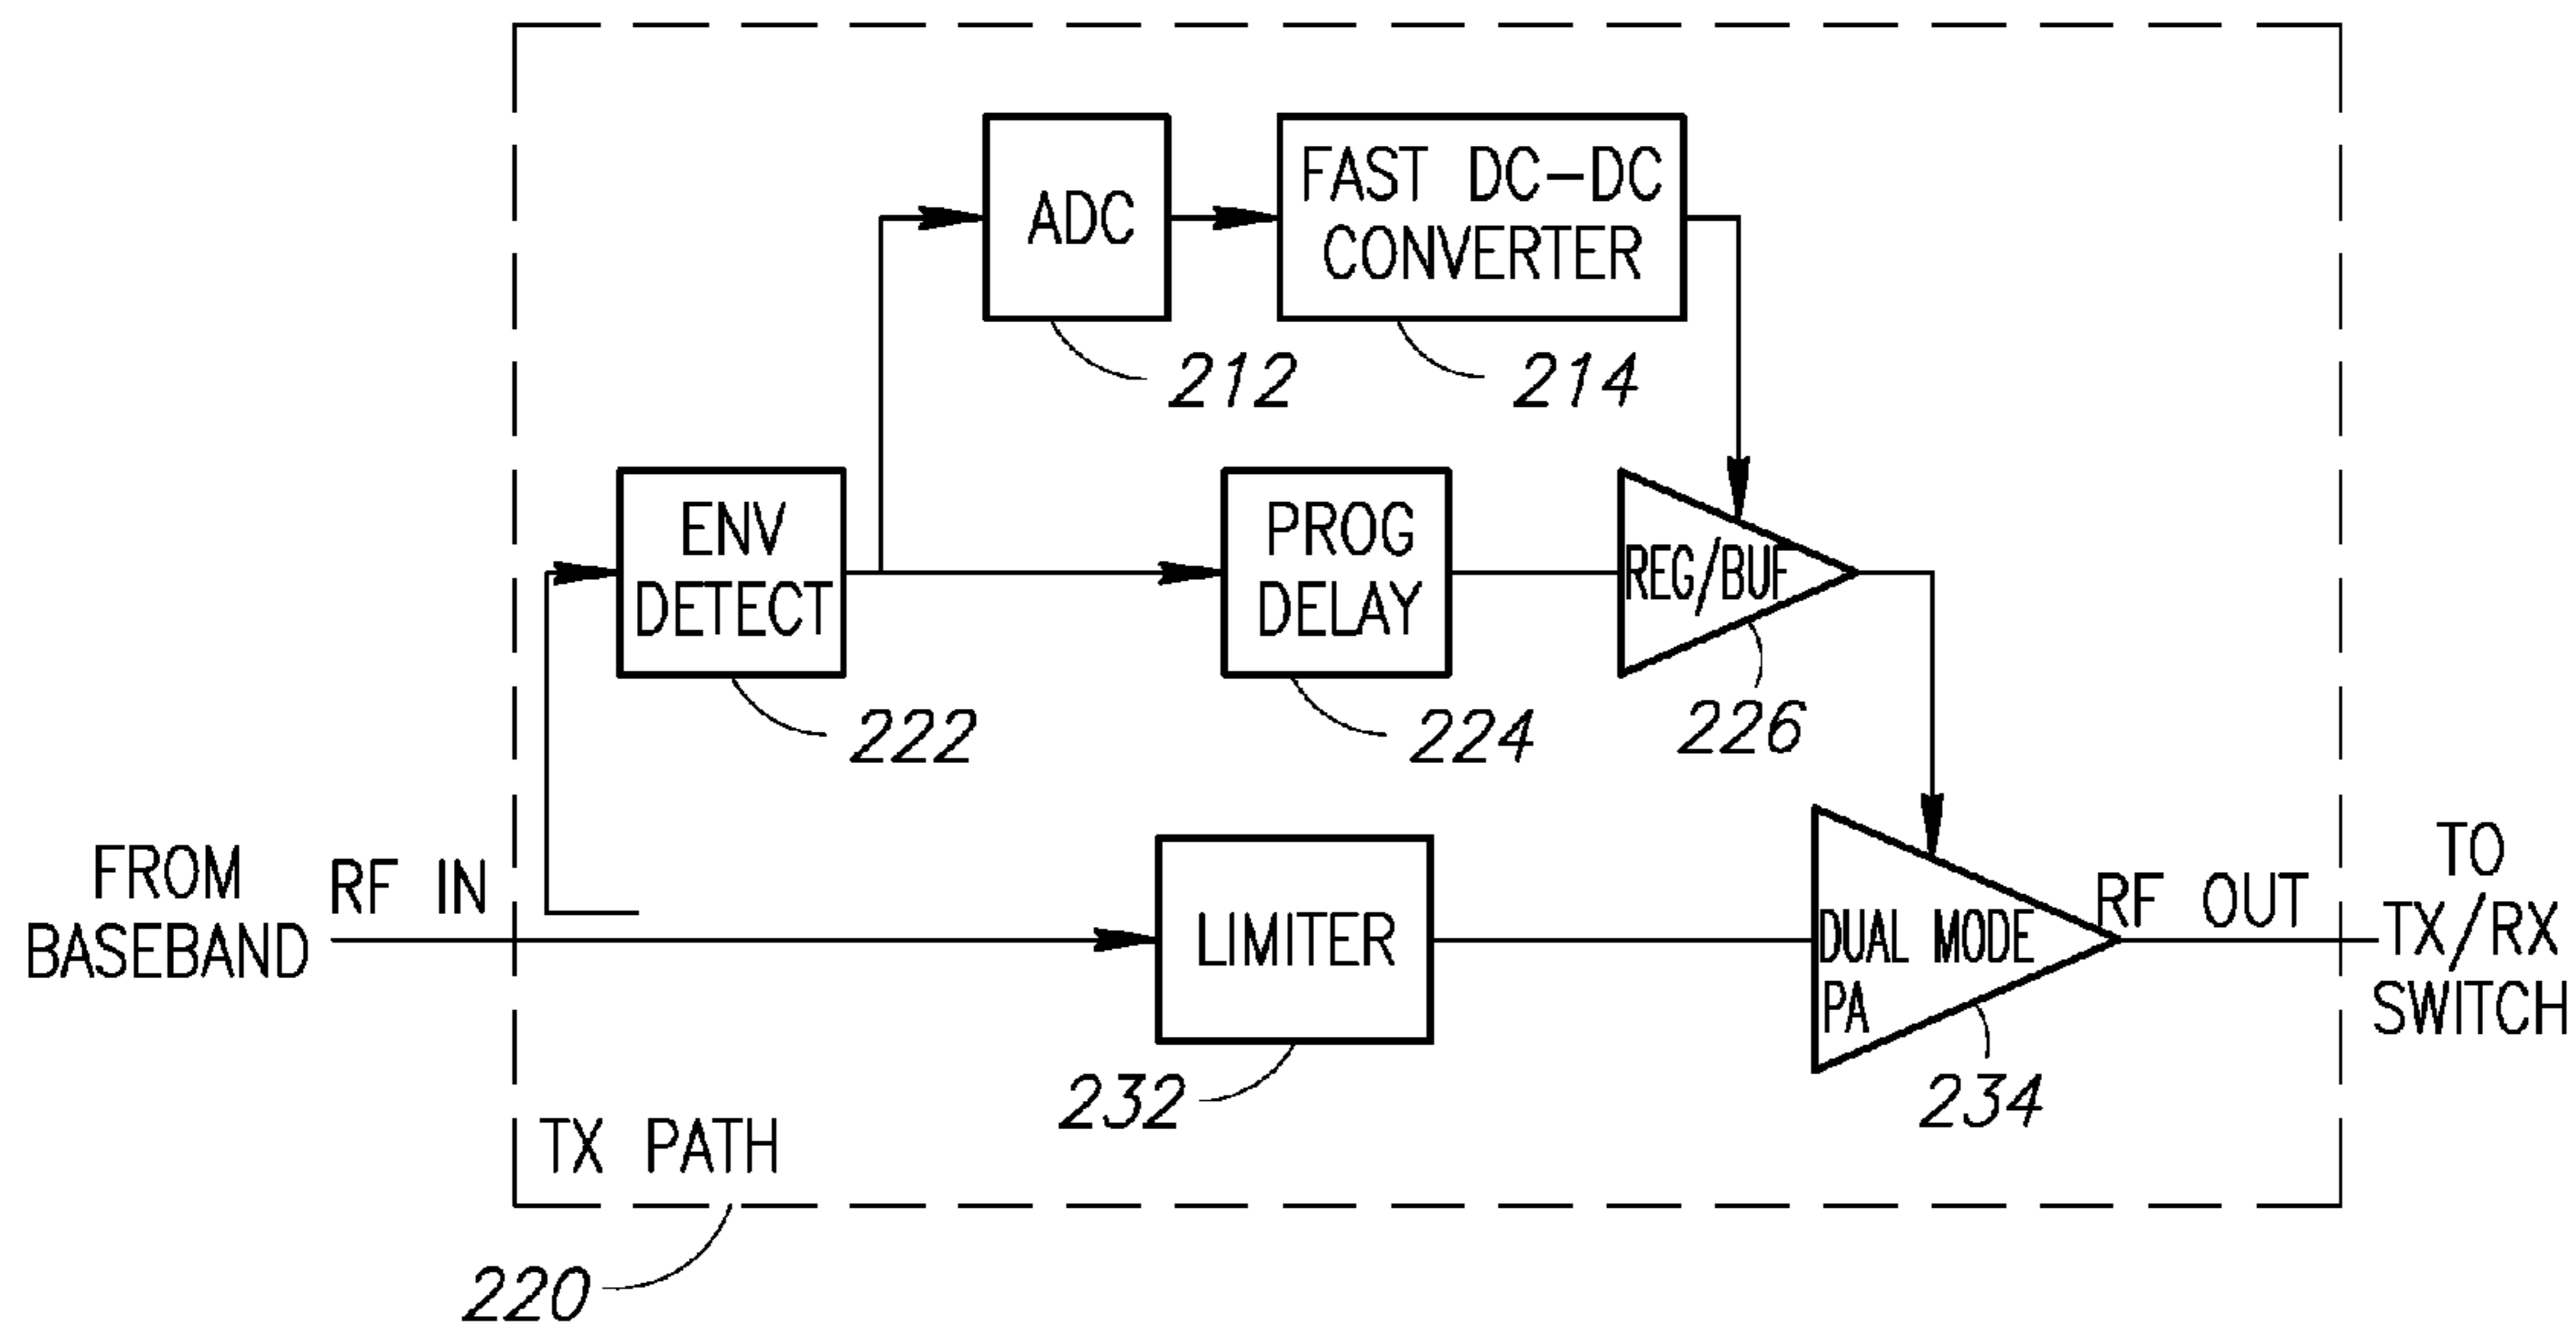 ADC
FAST DC-DC
CONVERTER
212
214
ENV
DETECT
PROG
DELAY
REG/BUF
222
224
226
FROM
BASEBAND
RF IN
LIMITER
DUAL MODE
PA
RF OUT
TO
TX/RX
SWITCH
232
234
TX PATH
220